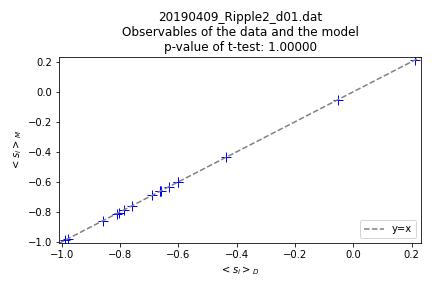 20190409_Ripple2_d01.dat
Observables of the data and the model
p-value of t-test: 1.00000
0.2
0.0
−0.2
−0.4
−0.6
−0.8
−1.0
< s_i >_M
−1.0 −0.8 −0.6 −0.4 −0.2 0.0 0.2
< s_i >_D
y=x